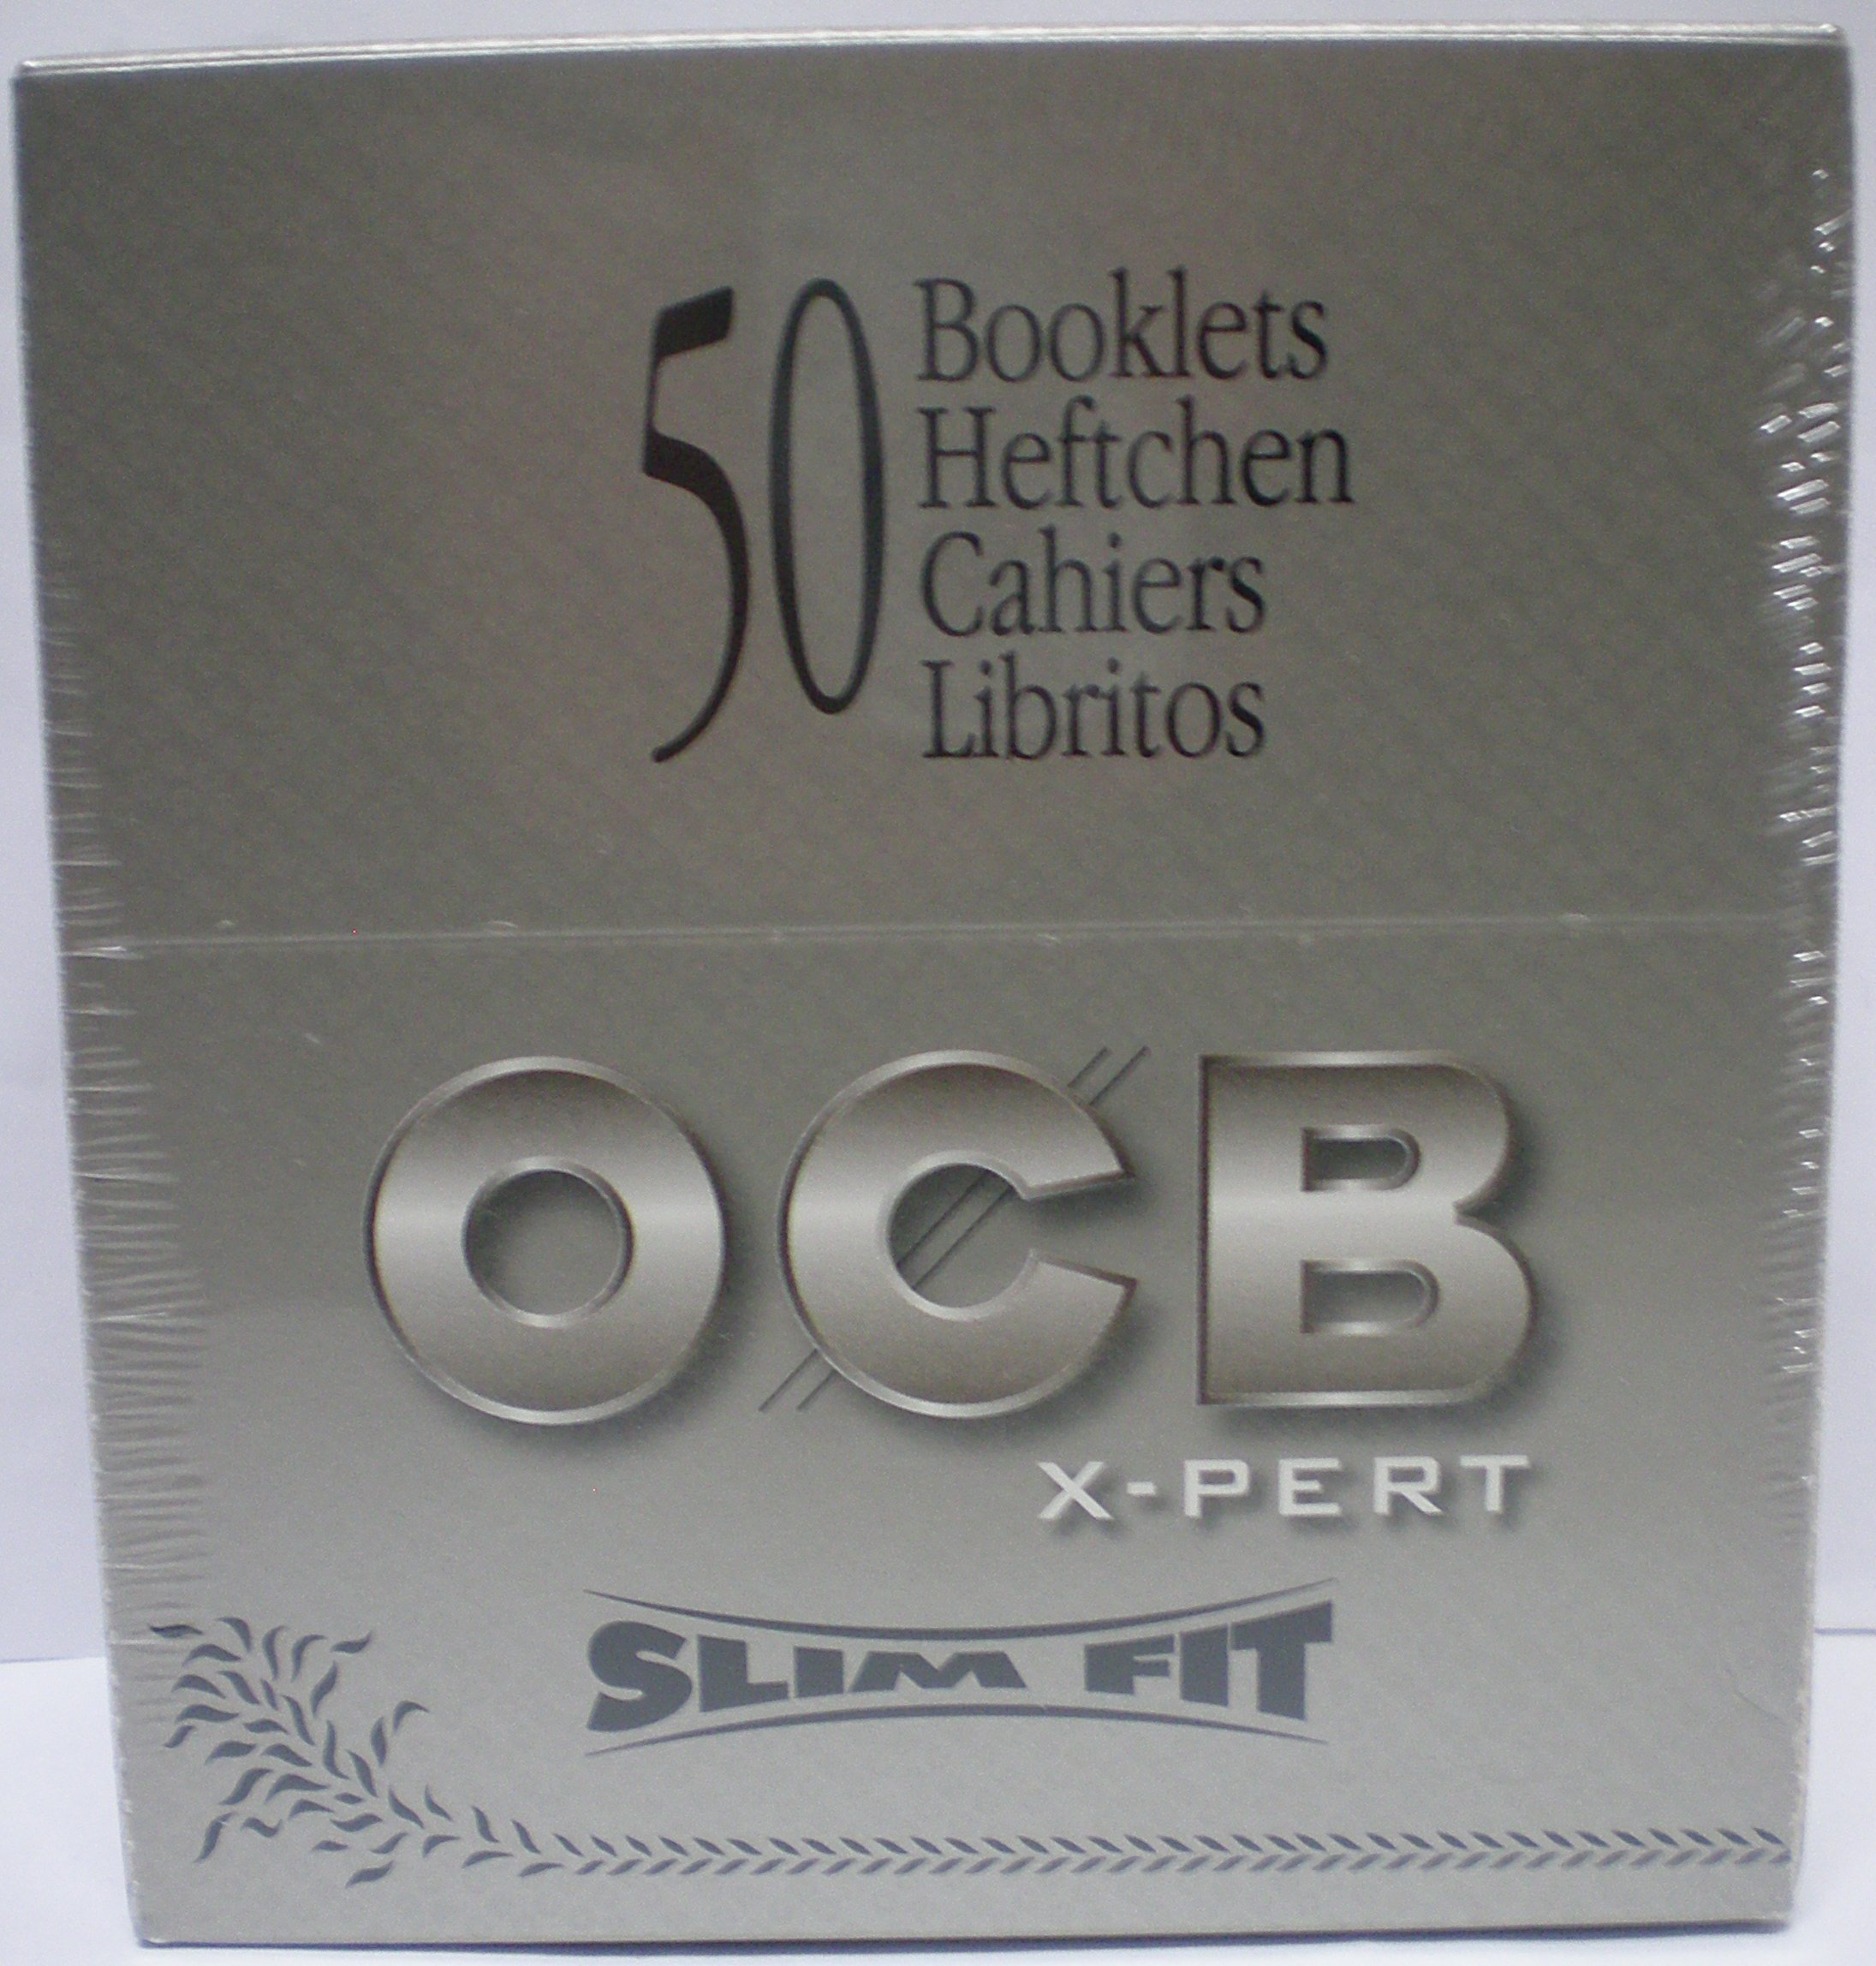 50 Booklets
Heftchen
Cahiers
Libritos
OCB
X-PERT
SLIM FIT